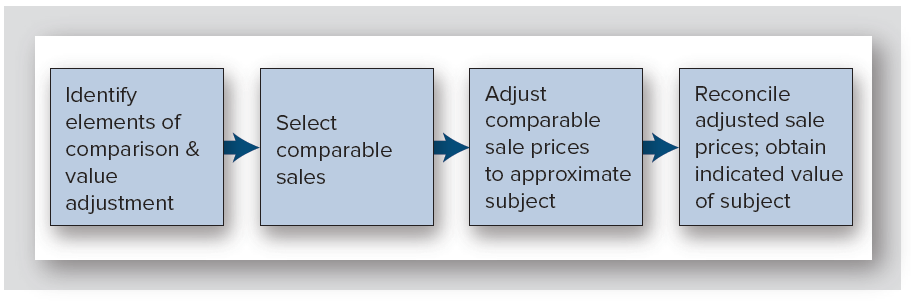 Identify
elements of
comparison &
value
adjustment
Select
comparable
sales
Adjust
comparable
sale prices
to approximate
subject
Reconcile
adjusted sale
prices; obtain
indicated value
of subject